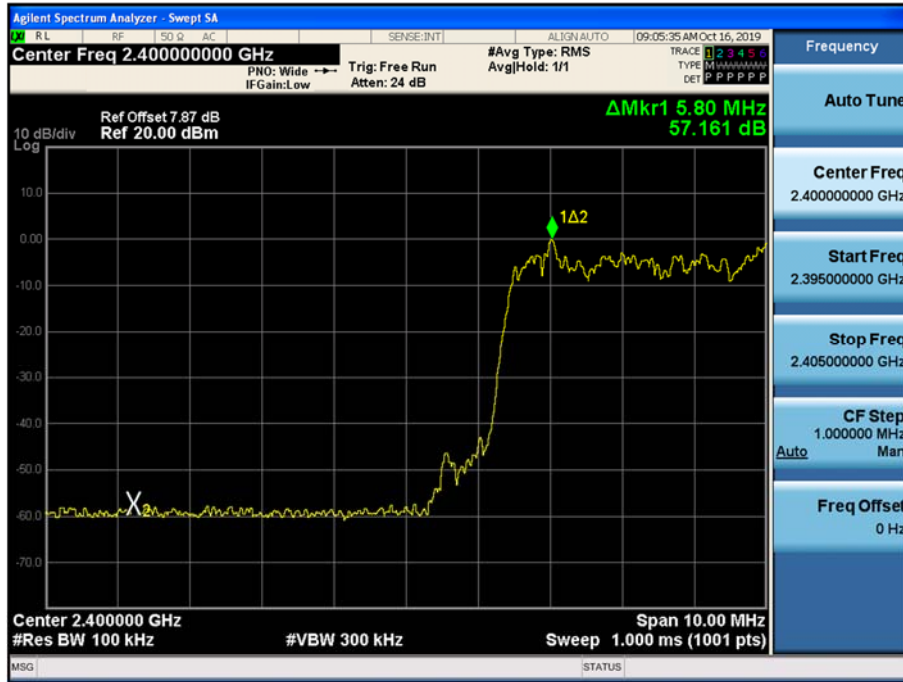 Agilent Spectrum Analyzer - Swept SA
LXI RL RF 50 Ω AC SENSE:INT ALIGN AUTO 09:05:35 AM Oct 16, 2019
Center Freq 2.400000000 GHz
PNO: Wide
IFGain:Low
Trig: Free Run
Atten: 24 dB
#Avg Type: RMS
Avg|Hold: 1/1
TRACE 1 2 3 4 5 6
TYPE M
DET P P P P P P
ΔMkr1 5.80 MHz
57.161 dB
Ref Offset 7.87 dB
10 dB/div Ref 20.00 dBm
Log
10.0
0.00
-10.0
-20.0
-30.0
-40.0
-50.0
-60.0
-70.0
1Δ2
X2
Center 2.400000 GHz Span 10.00 MHz
#Res BW 100 kHz #VBW 300 kHz Sweep 1.000 ms (1001 pts)
MSG STATUS
Frequency
Auto Tune
Center Freq
2.400000000 GHz
Start Freq
2.395000000 GHz
Stop Freq
2.405000000 GHz
CF Step
1.000000 MHz
Auto Man
Freq Offset
0 Hz